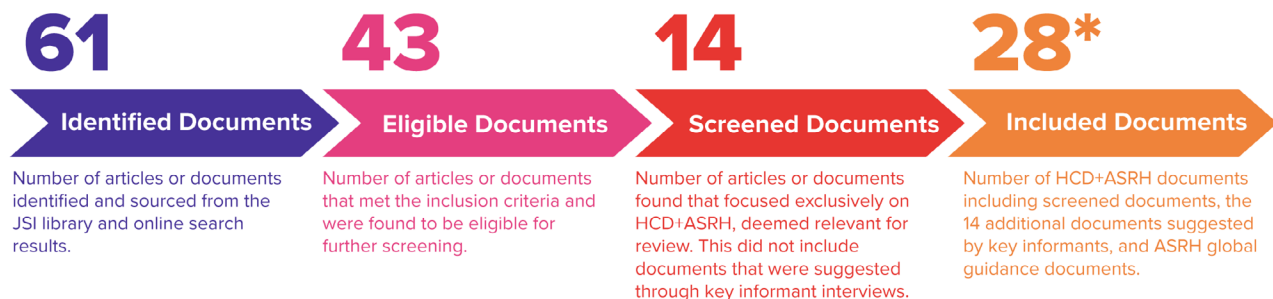 61
43
14
28*
Identified Documents
Eligible Documents
Screened Documents
Included Documents
Number of articles or documents
identified and sourced from the
JSI library and online search
results.
Number of articles or documents
that met the inclusion criteria and
were found to be eligible for
further screening.
Number of articles or documents
found that focused exclusively on
HCD+ASRH, deemed relevant for
review. This did not include
documents that were suggested
through key informant interviews.
Number of HCD+ASRH documents
including screened documents, the
14 additional documents suggested
by key informants, and ASRH global
guidance documents.